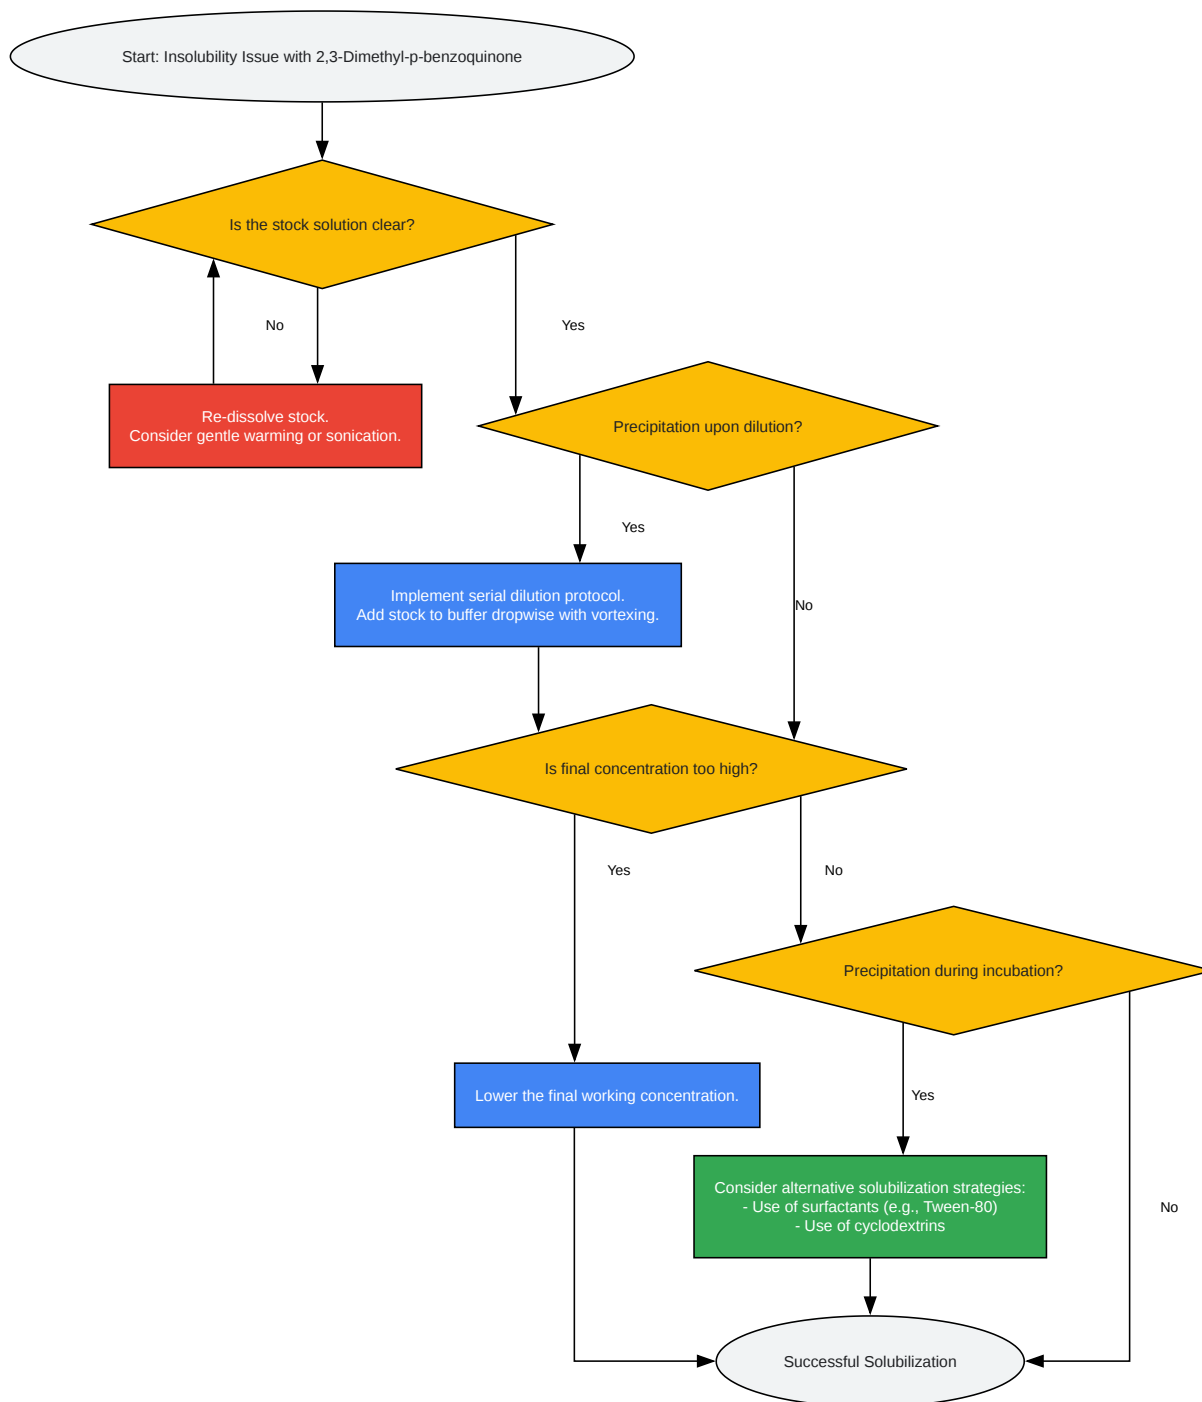 Start: Insolubility Issue with 2,3-Dimethyl-p-benzoquinone
Is the stock solution clear?
No
Yes
Re-dissolve stock.
Consider gentle warming or sonication.
Precipitation upon dilution?
Yes
Implement serial dilution protocol.
Add stock to buffer dropwise with vortexing.
No
Is final concentration too high?
Yes
No
Precipitation during incubation?
Lower the final working concentration.
Yes
Consider alternative solubilization strategies:
- Use of surfactants (e.g., Tween-80)
- Use of cyclodextrins
No
Successful Solubilization